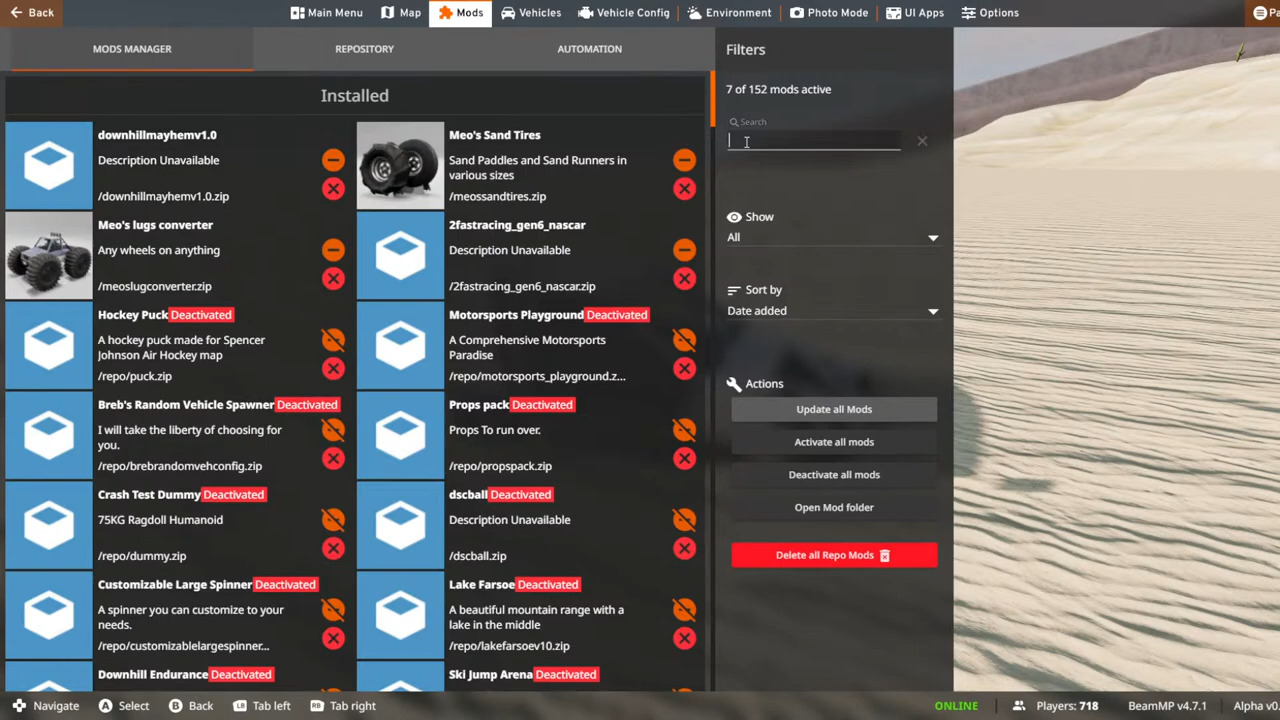 Back
Main Menu
Map
Mods
Vehicles
Vehicle Config
Environment
Photo Mode
UI Apps
Options
MODS MANAGER
REPOSITORY
AUTOMATION
Installed
downhillmayhemv1.0
Description Unavailable
/downhillmayhemv1.0.zip
Meo's Sand Tires
Sand Paddles and Sand Runners in
various sizes
/meossandtires.zip
Meo's lugs converter
Any wheels on anything
/meoslugconverter.zip
2fastracing_gen6_nascar
Description Unavailable
/2fastracing_gen6_nascar.zip
Hockey Puck Deactivated
A hockey puck made for Spencer
Johnson Air Hockey map
/repo/puck.zip
Motorsports Playground Deactivated
A Comprehensive Motorsports
Paradise
/repo/motorsports_playground.z...
Breb's Random Vehicle Spawner Deactivated
I will take the liberty of choosing for
you.
/repo/brebrandomvehconfig.zip
Props pack Deactivated
Props To run over.
/repo/propspack.zip
Crash Test Dummy Deactivated
75KG Ragdoll Humanoid
/repo/dummy.zip
dscball Deactivated
Description Unavailable
/dscball.zip
Customizable Large Spinner Deactivated
A spinner you can customize to your
needs.
/repo/customizablelargespinner...
Lake Farsoe Deactivated
A beautiful mountain range with a
lake in the middle
/repo/lakefarsoev10.zip
Downhill Endurance Deactivated
Ski Jump Arena Deactivated
Filters
7 of 152 mods active
Search
Show
All
Sort by
Date added
Actions
Update all Mods
Activate all mods
Deactivate all mods
Open Mod folder
Delete all Repo Mods
Navigate
A Select
B Back
LB Tab left
RB Tab right
ONLINE
Players: 718
BeamMP v4.7.1
Alpha v0.